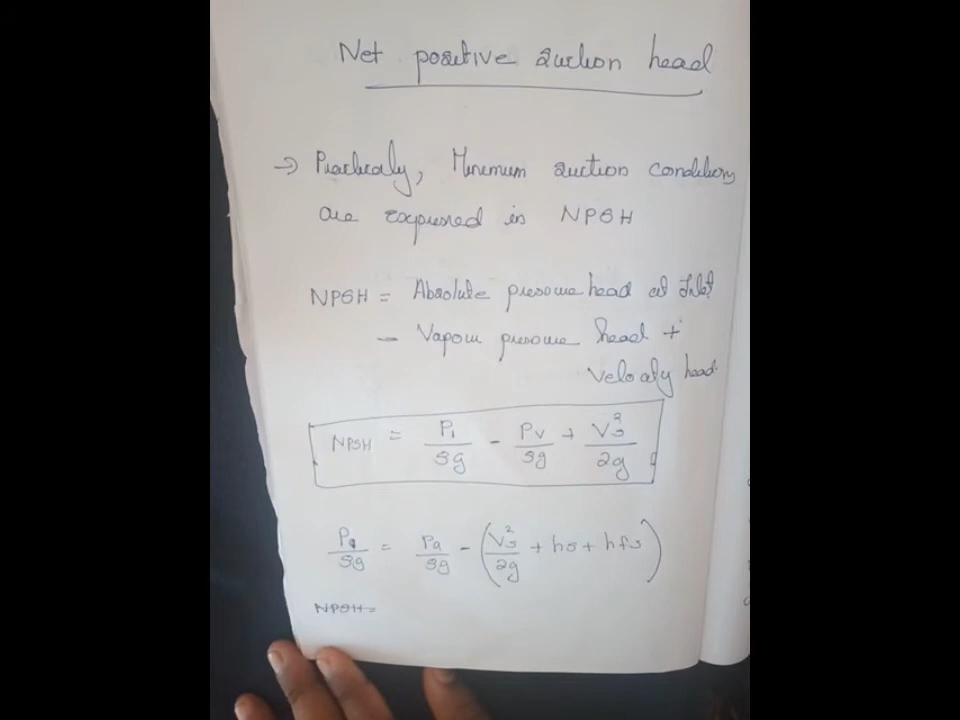 Net positive suction head
→ Practically, Minimum suction conditions
are expressed in NPSH
NPSH = Absolute pressure head at Inlet
- Vapour pressure head +
Velocity head
NPSH = P₁/ρg - Pv/ρg + Vs²/2g
P₁/ρg = Pa/ρg - (Vs²/2g + hs + hfs)
NPSH =